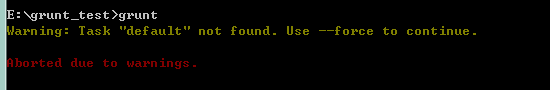 E:\grunt_test>grunt
Warning: Task "default" not found. Use --force to continue.
Aborted due to warnings.